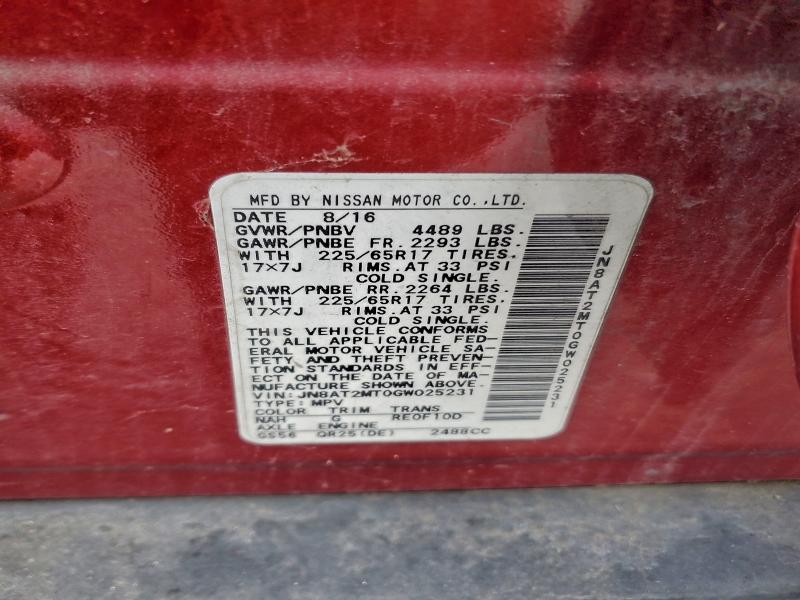 MFD BY NISSAN MOTOR CO.,LTD.
DATE 8/16
GVWR/PNBV 4489 LBS.
GAWR/PNBE FR. 2293 LBS.
WITH 225/65R17 TIRES.
17×7J RIMS.AT 33 PSI
COLD SINGLE.
GAWR/PNBE RR. 2264 LBS.
WITH 225/65R17 TIRES.
17×7J RIMS.AT 33 PSI
COLD SINGLE.
THIS VEHICLE CONFORMS
TO ALL APPLICABLE FED-
ERAL MOTOR VEHICLE SA-
FETY AND THEFT PREVEN-
TION STANDARDS IN EFF-
ECT ON THE DATE OF MA-
NUFACTURE SHOWN ABOVE.
VIN:JN8AT2MT0GW025231
TYPE:MPV
COLOR TRIM TRANS
NAH G RE0F10D
AXLE ENGINE
GS56 QR25(DE) 2488CC
JN8AT2MT0GW025231